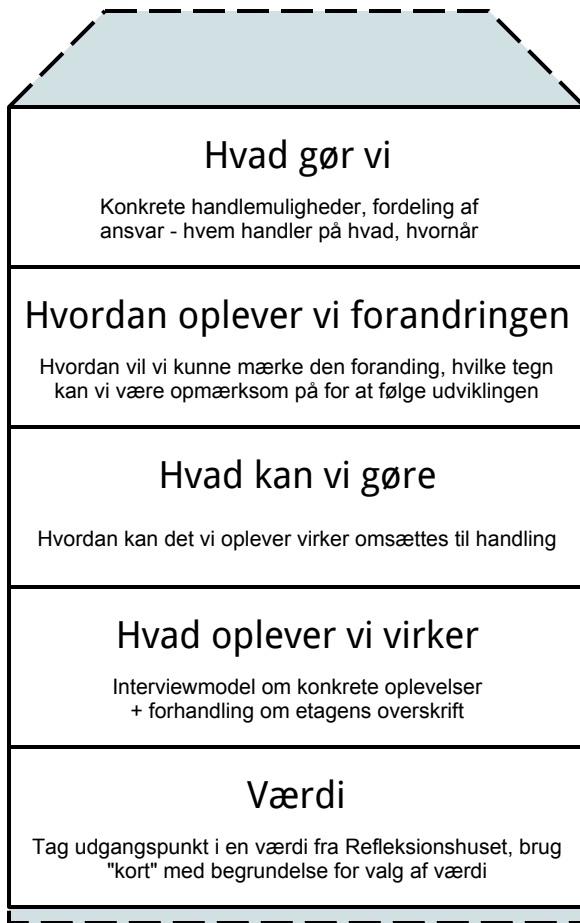 Hvad gør vi
Konkrete handlemuligheder, fordeling af
ansvar - hvem handler på hvad, hvornår
Hvordan oplever vi forandringen
Hvordan vil vi kunne mærke den foranding, hvilke tegn
kan vi være opmærksom på for at følge udviklingen
Hvad kan vi gøre
Hvordan kan det vi oplever virker omsættes til handling
Hvad oplever vi virker
Interviewmodel om konkrete oplevelser
+ forhandling om etagens overskrift
Værdi
Tag udgangspunkt i en værdi fra Refleksionshuset, brug
"kort" med begrundelse for valg af værdi